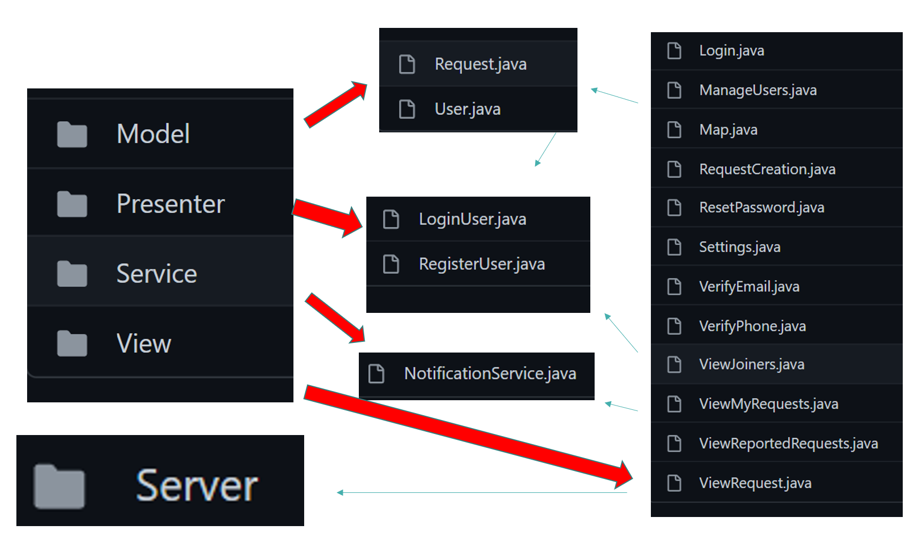 Model
Presenter
Service
View
Server
Request.java
User.java
LoginUser.java
RegisterUser.java
NotificationService.java
Login.java
ManageUsers.java
Map.java
RequestCreation.java
ResetPassword.java
Settings.java
VerifyEmail.java
VerifyPhone.java
ViewJoiners.java
ViewMyRequests.java
ViewReportedRequests.java
ViewRequest.java